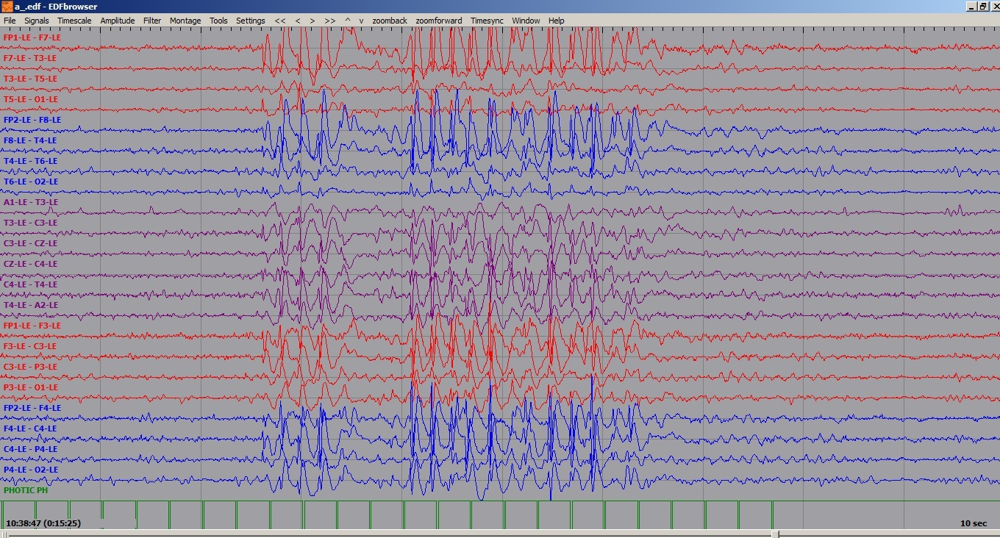 a_.edf - EDFbrowser
File Signals Timescale Amplitude Filter Range Montage Tools Settings << < > >> ^ v zoomback zoomforward Timesync Window Help
FP1-LE - F7-LE
F7-LE - T3-LE
T3-LE - T5-LE
T5-LE - O1-LE
FP2-LE - F8-LE
F8-LE - T4-LE
T4-LE - T6-LE
T6-LE - O2-LE
A1-LE - T3-LE
T3-LE - C3-LE
C3-LE - CZ-LE
CZ-LE - C4-LE
C4-LE - T4-LE
T4-LE - A2-LE
FP1-LE - F3-LE
F3-LE - C3-LE
C3-LE - P3-LE
P3-LE - O1-LE
FP2-LE - F4-LE
F4-LE - C4-LE
C4-LE - P4-LE
P4-LE - O2-LE
PHOTIC PH
10:38:47 (0:15:25) 10 sec